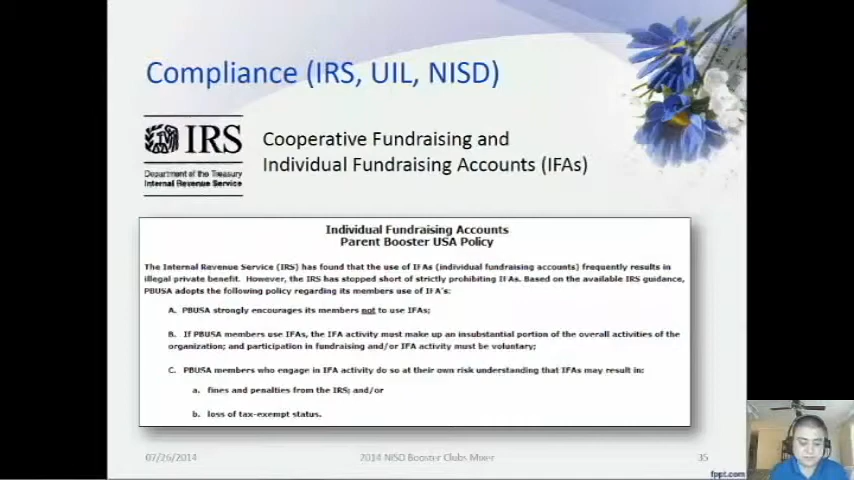 Compliance (IRS, UIL, NISD)
IRS
Department of the Treasury
Internal Revenue Service
Cooperative Fundraising and
Individual Fundraising Accounts (IFAs)
Individual Fundraising Accounts
Parent Booster USA Policy
The Internal Revenue Service (IRS) has found that the use of IFAs (individual fundraising accounts) frequently results in
illegal private benefit. However, the IRS has stopped short of strictly prohibiting IFAs. Based on the available IRS guidance,
PBUSA adopts the following policy regarding its members use of IFA's:
A. PBUSA strongly encourages its members not to use IFAs;
B. If PBUSA members use IFAs, the IFA activity must make up an insubstantial portion of the overall activities of the
organization; and participation in fundraising and/or IFA activity must be voluntary;
C. PBUSA members who engage in IFA activity do so at their own risk understanding that IFAs may result in:
a. fines and penalties from the IRS; and/or
b. loss of tax-exempt status.
07/26/2014
2014 NISD Booster Clubs Mixer
35
fppt.com